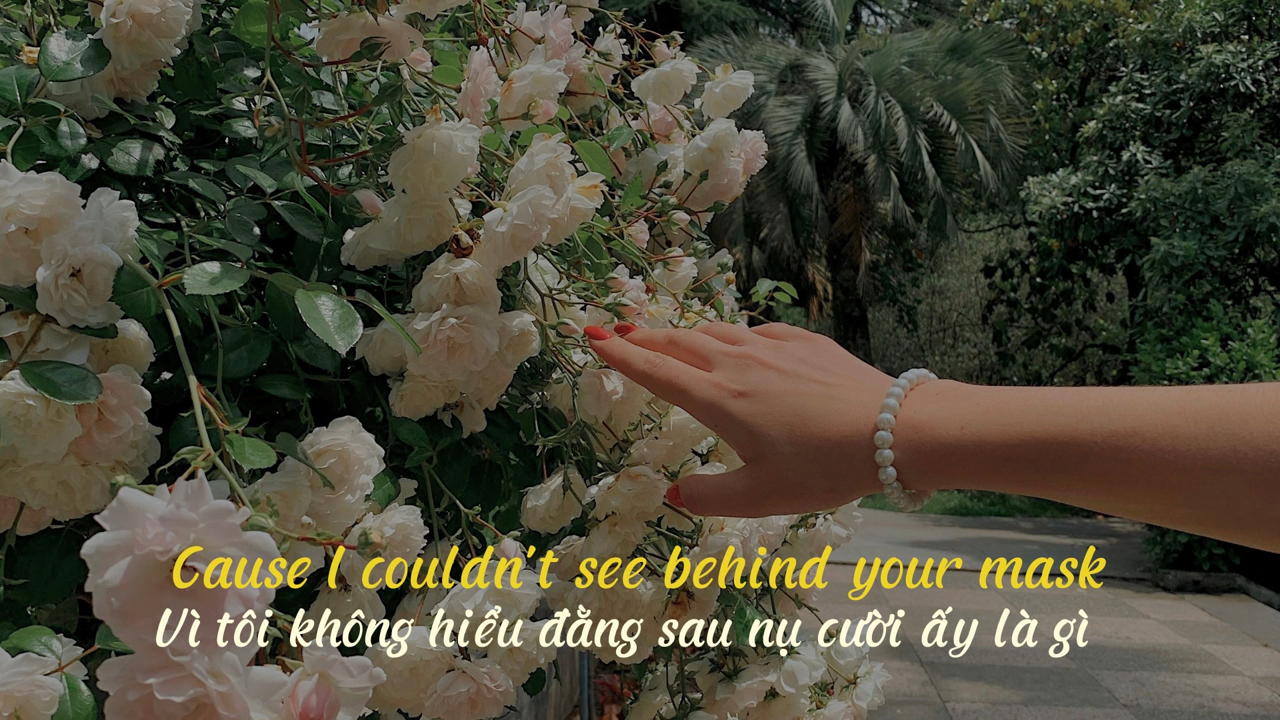 Cause I couldn't see behind your mask
Vì tôi không hiểu đằng sau nụ cười ấy là gì